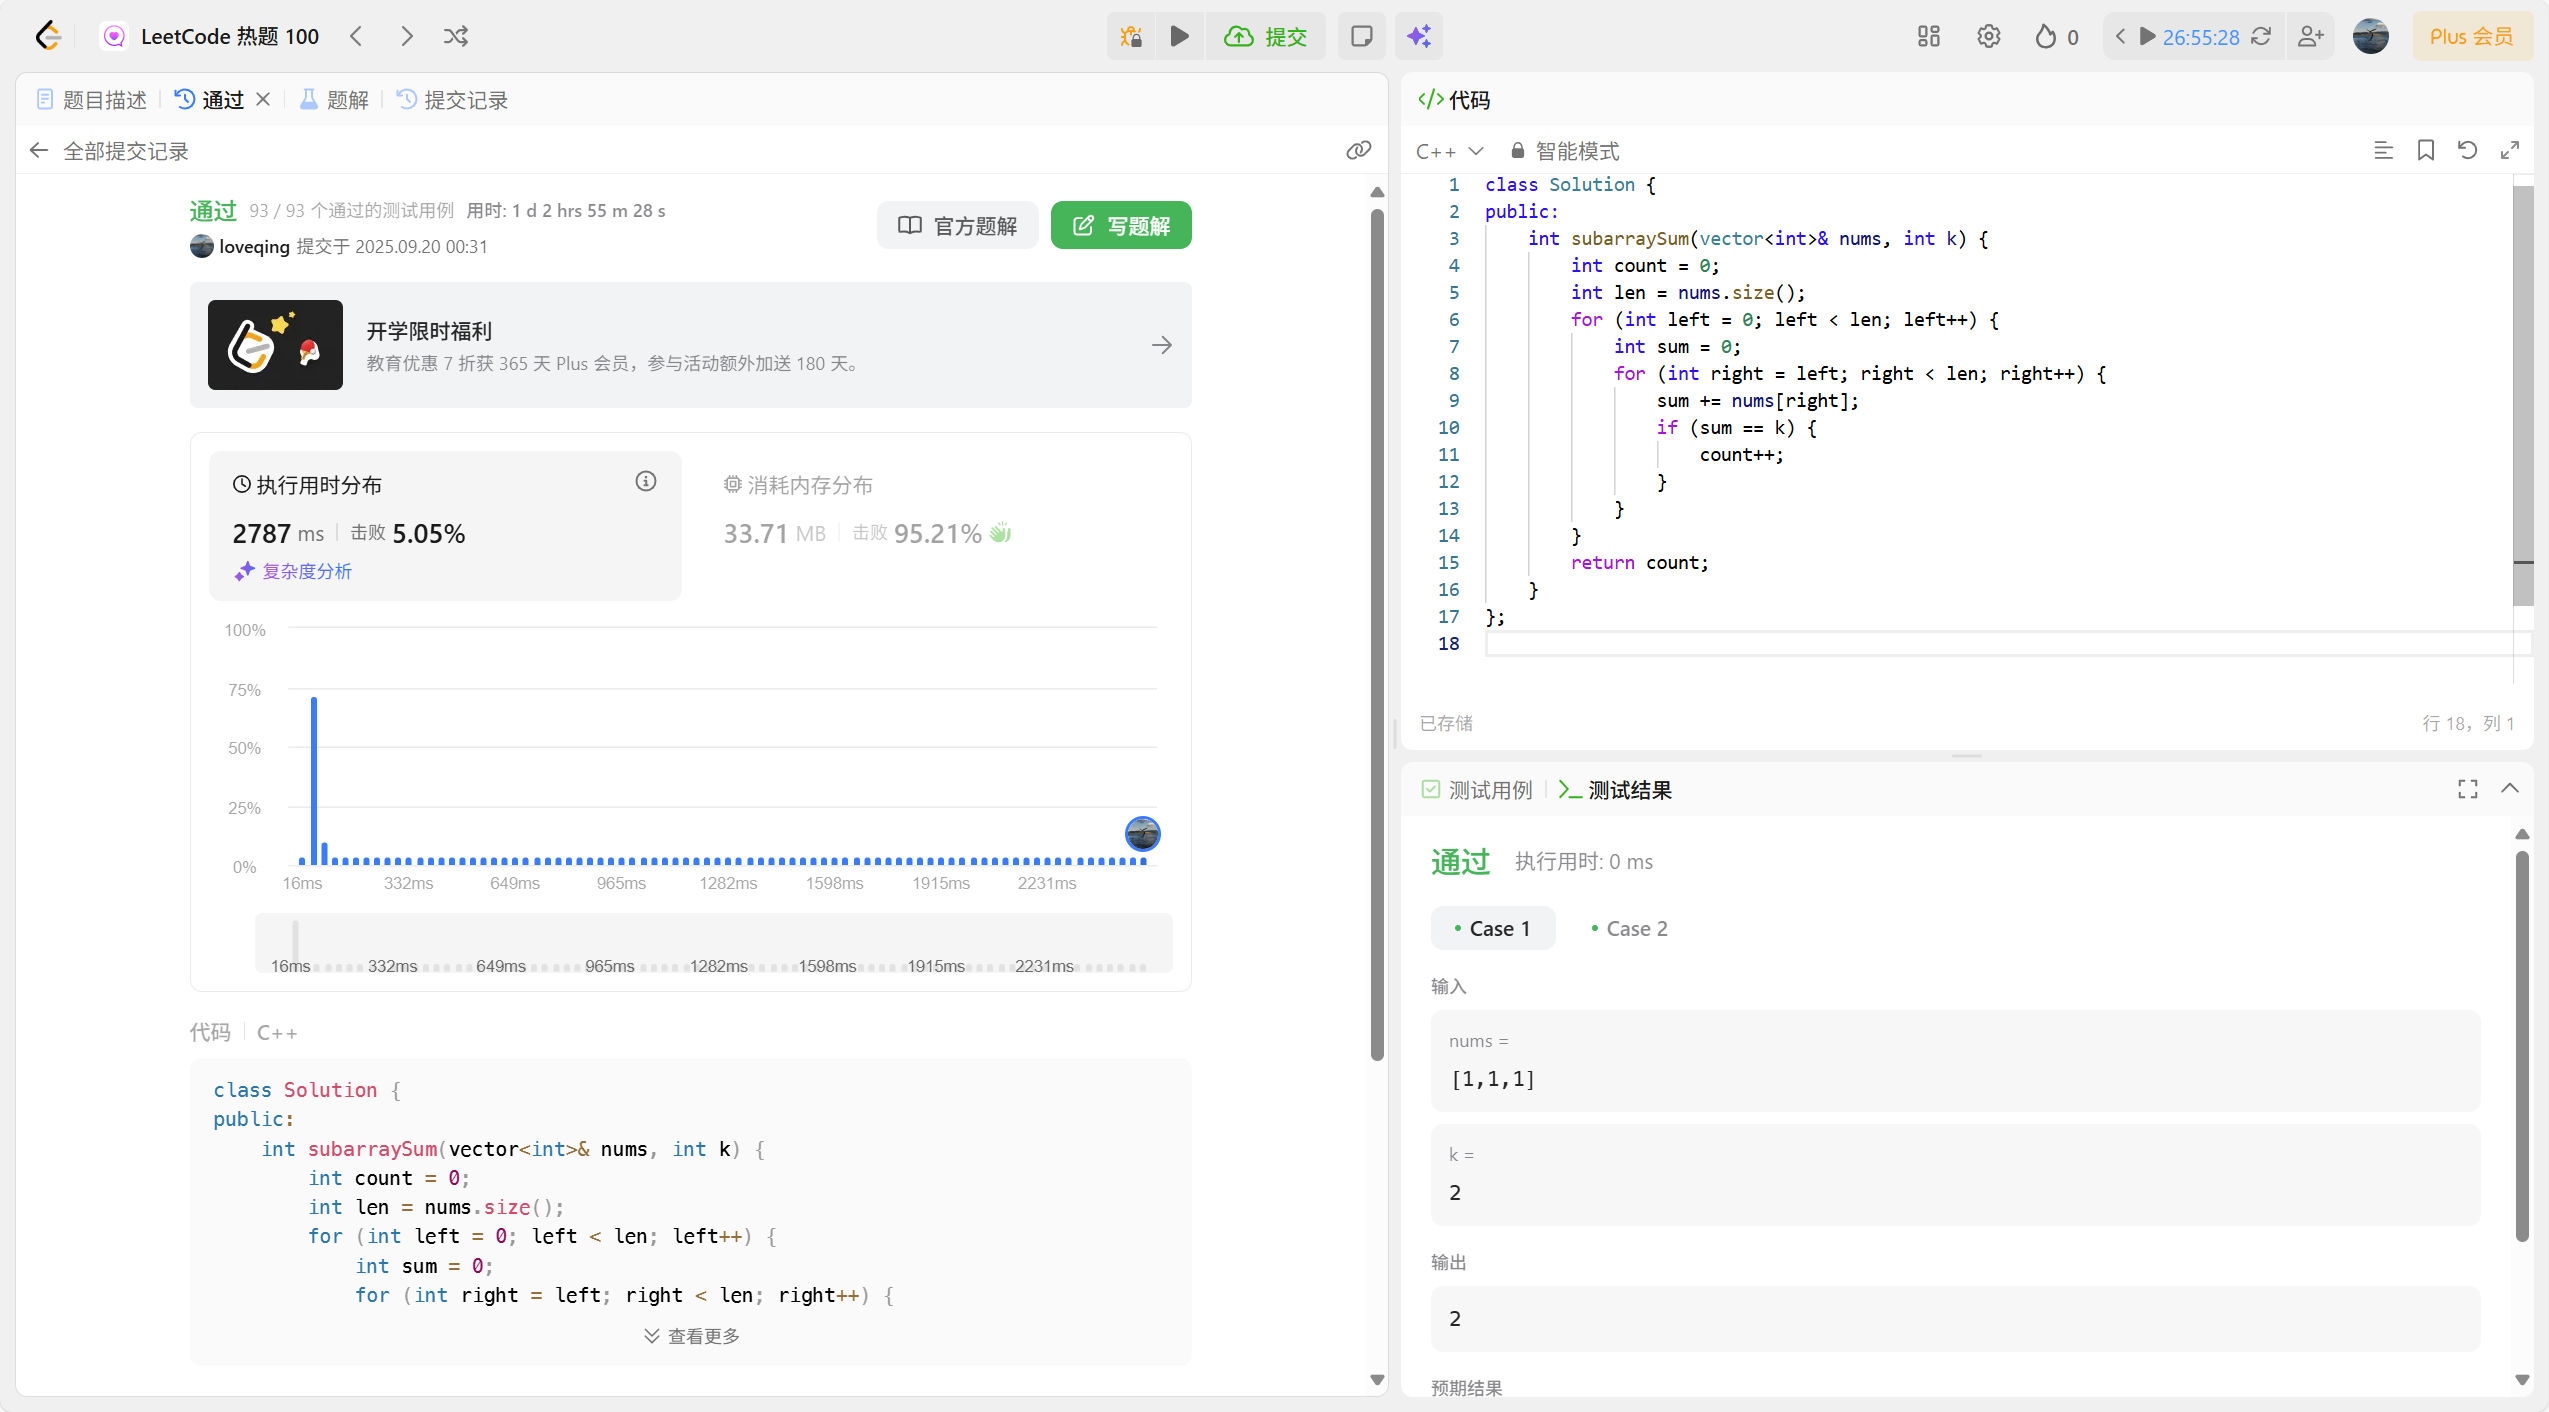 LeetCode 热题 100
提交
0
26:55:28
Plus 会员
题目描述
通过
题解
提交记录
全部提交记录
通过 93 / 93 个通过的测试用例 用时: 1 d 2 hrs 55 m 28 s
loveqing 提交于 2025.09.20 00:31
官方题解
写题解
开学限时福利
教育优惠 7 折获 365 天 Plus 会员，参与活动额外加送 180 天。
执行用时分布
2787 ms 击败 5.05%
复杂度分析
消耗内存分布
33.71 MB 击败 95.21%
100%
75%
50%
25%
0%
16ms 332ms 649ms 965ms 1282ms 1598ms 1915ms 2231ms
16ms 332ms 649ms 965ms 1282ms 1598ms 1915ms 2231ms
代码 C++
class Solution {
public:
    int subarraySum(vector<int>& nums, int k) {
        int count = 0;
        int len = nums.size();
        for (int left = 0; left < len; left++) {
            int sum = 0;
            for (int right = left; right < len; right++) {
查看更多
</> 代码
C++ 智能模式
1 class Solution {
2 public:
3     int subarraySum(vector<int>& nums, int k) {
4         int count = 0;
5         int len = nums.size();
6         for (int left = 0; left < len; left++) {
7             int sum = 0;
8             for (int right = left; right < len; right++) {
9                 sum += nums[right];
10                 if (sum == k) {
11                     count++;
12                 }
13             }
14         }
15         return count;
16     }
17 };
18
已存储
行 18，列 1
测试用例
测试结果
通过 执行用时: 0 ms
Case 1
Case 2
输入
nums =
[1,1,1]
k =
2
输出
2
预期结果